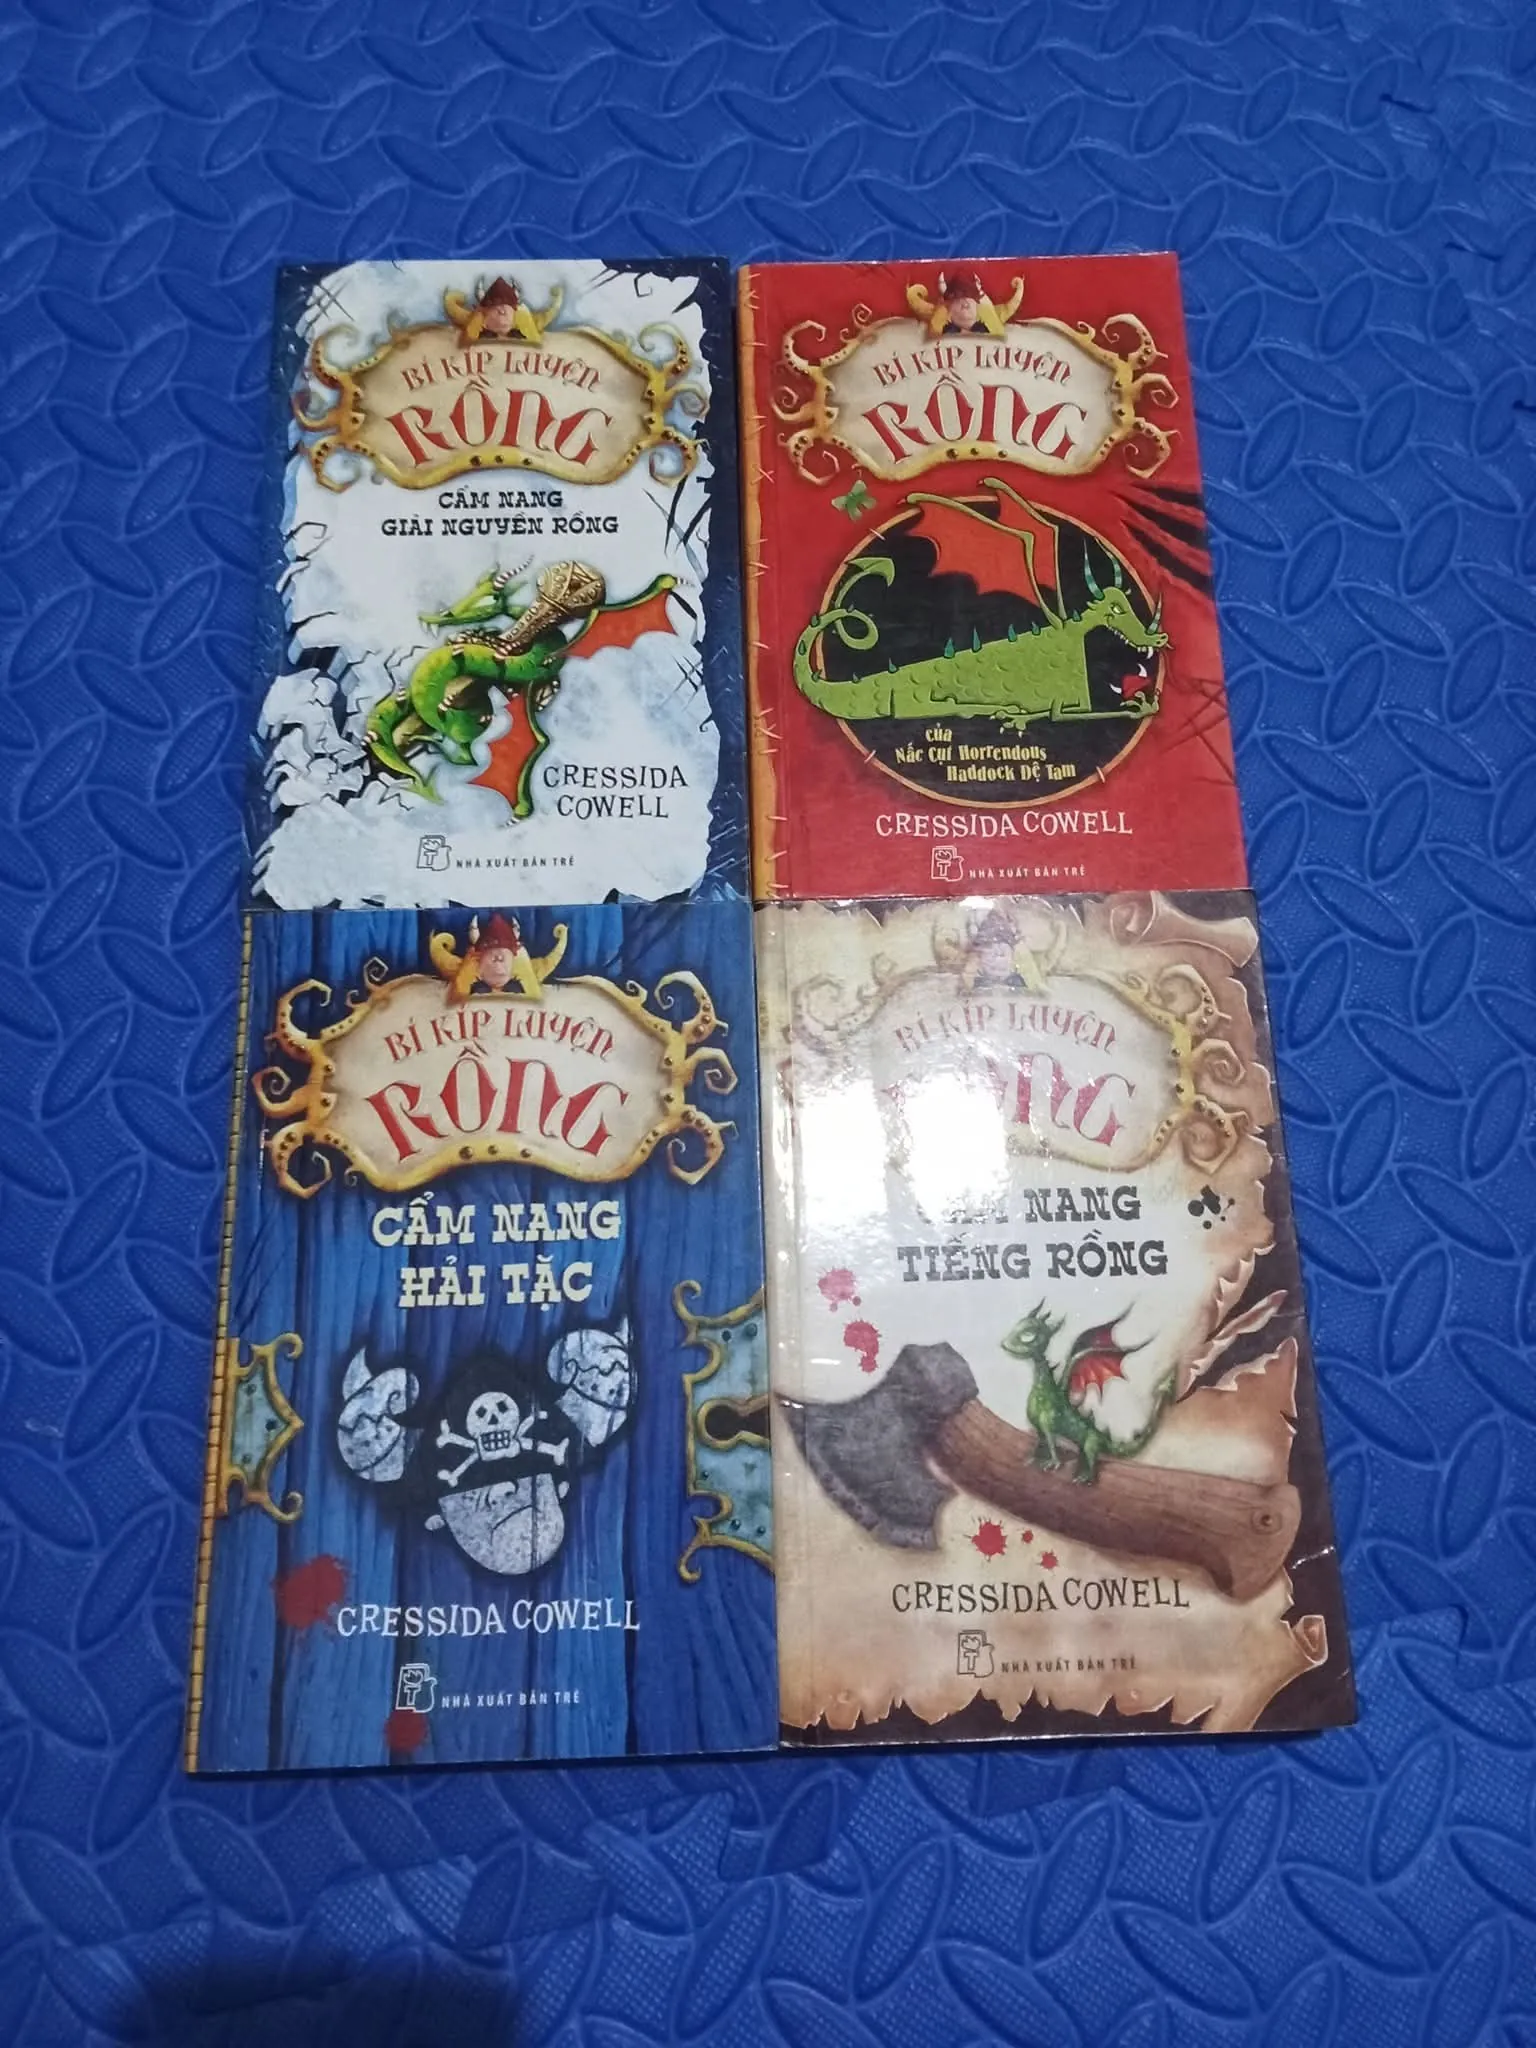 BÍ KÍP LUYỆN
RỒNG
CẨM NANG
GIẢI NGUYỀN RỒNG
CRESSIDA
COWELL
NHÀ XUẤT BẢN TRẺ
BÍ KÍP LUYỆN
RỒNG
của
Nấc Cụt Horrendous
Haddock Đệ Tam
CRESSIDA COWELL
NHÀ XUẤT BẢN TRẺ
BÍ KÍP LUYỆN
RỒNG
CẨM NANG
HẢI TẶC
CRESSIDA COWELL
NHÀ XUẤT BẢN TRẺ
BÍ KÍP LUYỆN
RỒNG
CẨM NANG
TIẾNG RỒNG
CRESSIDA COWELL
NHÀ XUẤT BẢN TRẺ